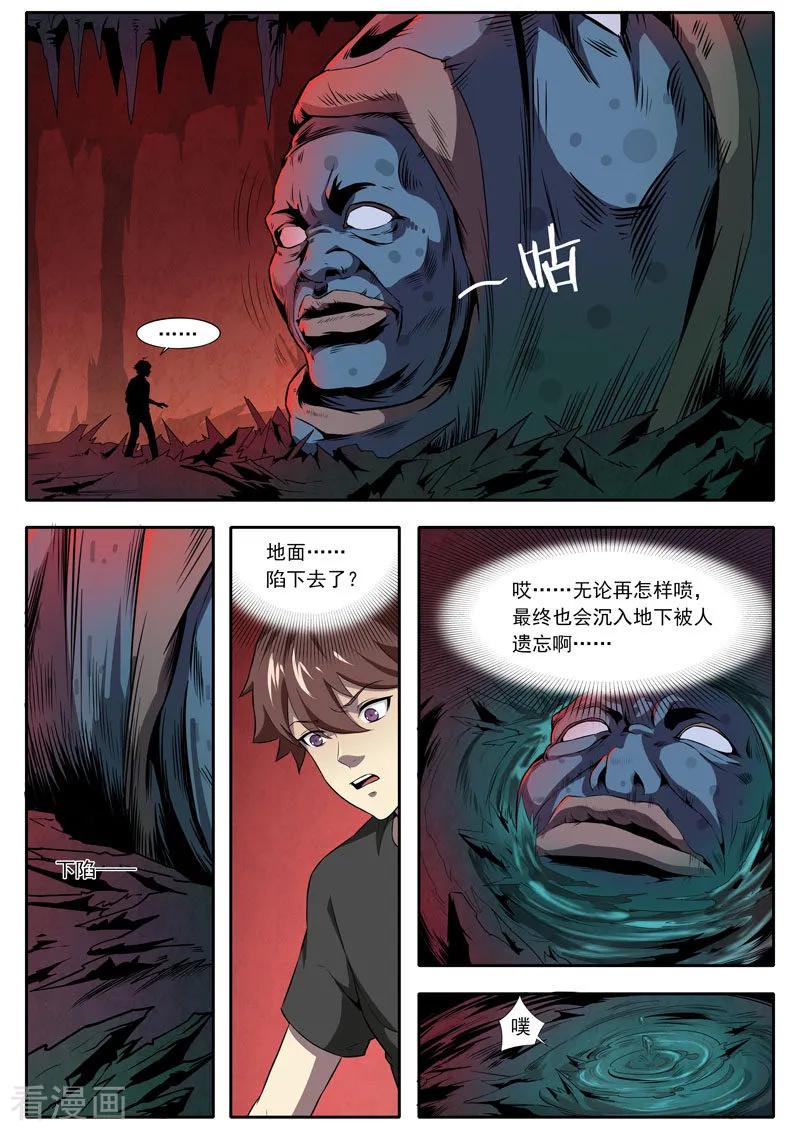 ……
咕
下陷——
地面……
陷下去了？
哎……无论再怎样喷，
最终也会沉入地下被人
遗忘啊……
噗
看漫画